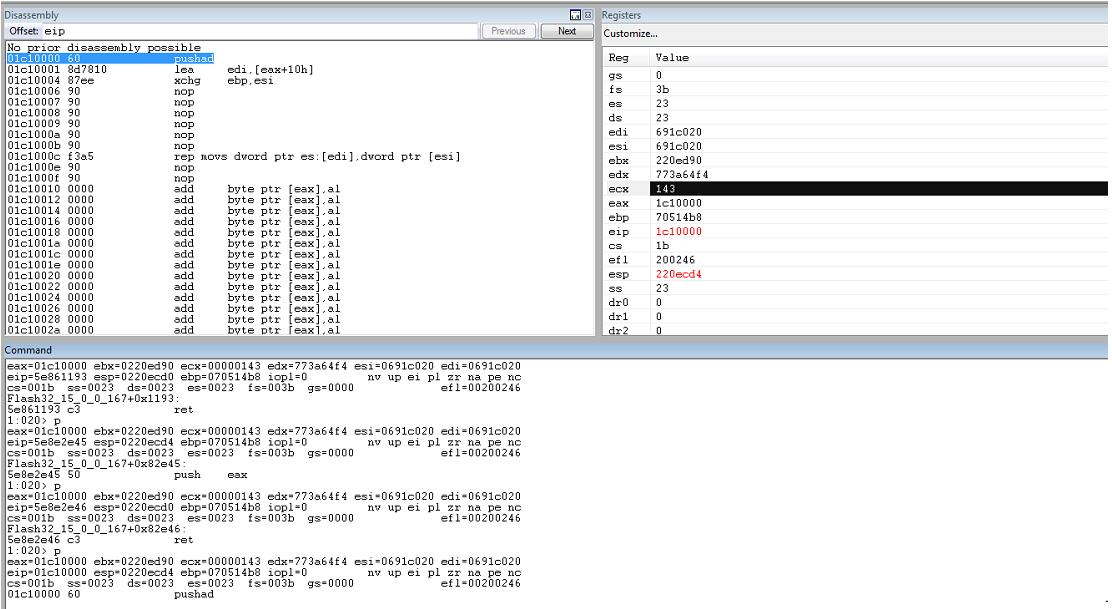 Disassembly
Offset: eip
Previous
Next
No prior disassembly possible
01c10000 60 pushad
01c10001 8d7810 lea edi,[eax+10h]
01c10004 87ee xchg ebp,esi
01c10006 90 nop
01c10007 90 nop
01c10008 90 nop
01c10009 90 nop
01c1000a 90 nop
01c1000b 90 nop
01c1000c f3a5 rep movs dword ptr es:[edi],dword ptr [esi]
01c1000e 90 nop
01c1000f 90 nop
01c10010 0000 add byte ptr [eax],al
01c10012 0000 add byte ptr [eax],al
01c10014 0000 add byte ptr [eax],al
01c10016 0000 add byte ptr [eax],al
01c10018 0000 add byte ptr [eax],al
01c1001a 0000 add byte ptr [eax],al
01c1001c 0000 add byte ptr [eax],al
01c1001e 0000 add byte ptr [eax],al
01c10020 0000 add byte ptr [eax],al
01c10022 0000 add byte ptr [eax],al
01c10024 0000 add byte ptr [eax],al
01c10026 0000 add byte ptr [eax],al
01c10028 0000 add byte ptr [eax],al
01c1002a 0000 add byte ptr [eax],al
Registers
Customize...
Reg Value
gs 0
fs 3b
es 23
ds 23
edi 691c020
esi 691c020
ebx 220ed90
edx 773a64f4
ecx 143
eax 1c10000
ebp 70514b8
eip 1c10000
cs 1b
efl 200246
esp 220ecd4
ss 23
dr0 0
dr1 0
dr2 0
Command
eax=01c10000 ebx=0220ed90 ecx=00000143 edx=773a64f4 esi=0691c020 edi=0691c020
eip=5e861193 esp=0220ecd0 ebp=070514b8 iopl=0 nv up ei pl zr na pe nc
cs=001b ss=0023 ds=0023 es=0023 fs=003b gs=0000 efl=00200246
Flash32_15_0_0_167+0x1193:
5e861193 c3 ret
1:020> p
eax=01c10000 ebx=0220ed90 ecx=00000143 edx=773a64f4 esi=0691c020 edi=0691c020
eip=5e8e2e45 esp=0220ecd4 ebp=070514b8 iopl=0 nv up ei pl zr na pe nc
cs=001b ss=0023 ds=0023 es=0023 fs=003b gs=0000 efl=00200246
Flash32_15_0_0_167+0x82e45:
5e8e2e45 50 push eax
1:020> p
eax=01c10000 ebx=0220ed90 ecx=00000143 edx=773a64f4 esi=0691c020 edi=0691c020
eip=5e8e2e46 esp=0220ecd0 ebp=070514b8 iopl=0 nv up ei pl zr na pe nc
cs=001b ss=0023 ds=0023 es=0023 fs=003b gs=0000 efl=00200246
Flash32_15_0_0_167+0x82e46:
5e8e2e46 c3 ret
1:020> p
eax=01c10000 ebx=0220ed90 ecx=00000143 edx=773a64f4 esi=0691c020 edi=0691c020
eip=01c10000 esp=0220ecd4 ebp=070514b8 iopl=0 nv up ei pl zr na pe nc
cs=001b ss=0023 ds=0023 es=0023 fs=003b gs=0000 efl=00200246
01c10000 60 pushad